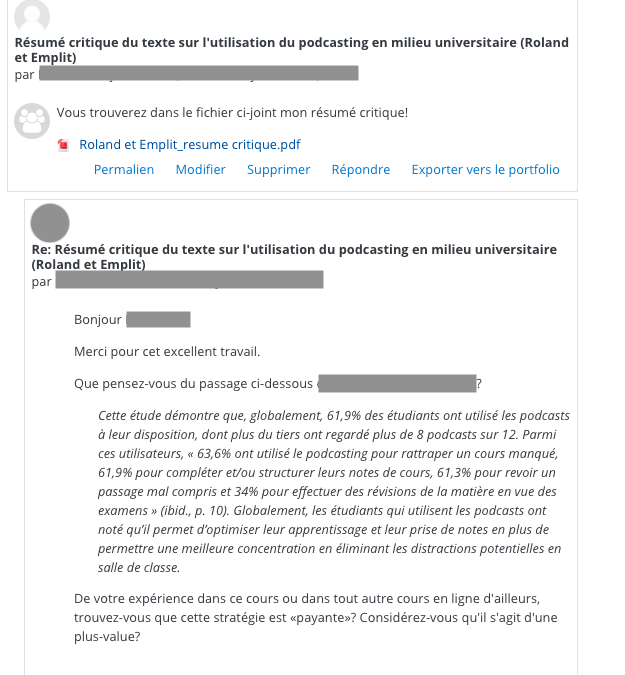 Résumé critique du texte sur l'utilisation du podcasting en milieu universitaire (Roland
et Emplit)
par
Vous trouverez dans le fichier ci-joint mon résumé critique!
Roland et Emplit_resume critique.pdf
Permalien Modifier Supprimer Répondre Exporter vers le portfolio
Re: Résumé critique du texte sur l'utilisation du podcasting en milieu universitaire
(Roland et Emplit)
par
Bonjour
Merci pour cet excellent travail.
Que pensez-vous du passage ci-dessous ?
Cette étude démontre que, globalement, 61,9% des étudiants ont utilisé les podcasts
à leur disposition, dont plus du tiers ont regardé plus de 8 podcasts sur 12. Parmi
ces utilisateurs, « 63,6% ont utilisé le podcasting pour rattraper un cours manqué,
61,9% pour compléter et/ou structurer leurs notes de cours, 61,3% pour revoir un
passage mal compris et 34% pour effectuer des révisions de la matière en vue des
examens » (ibid., p. 10). Globalement, les étudiants qui utilisent les podcasts ont
noté qu'il permet d'optimiser leur apprentissage et leur prise de notes en plus de
permettre une meilleure concentration en éliminant les distractions potentielles en
salle de classe.
De votre expérience dans ce cours ou dans tout autre cours en ligne d'ailleurs,
trouvez-vous que cette stratégie est «payante»? Considérez-vous qu'il s'agit d'une
plus-value?